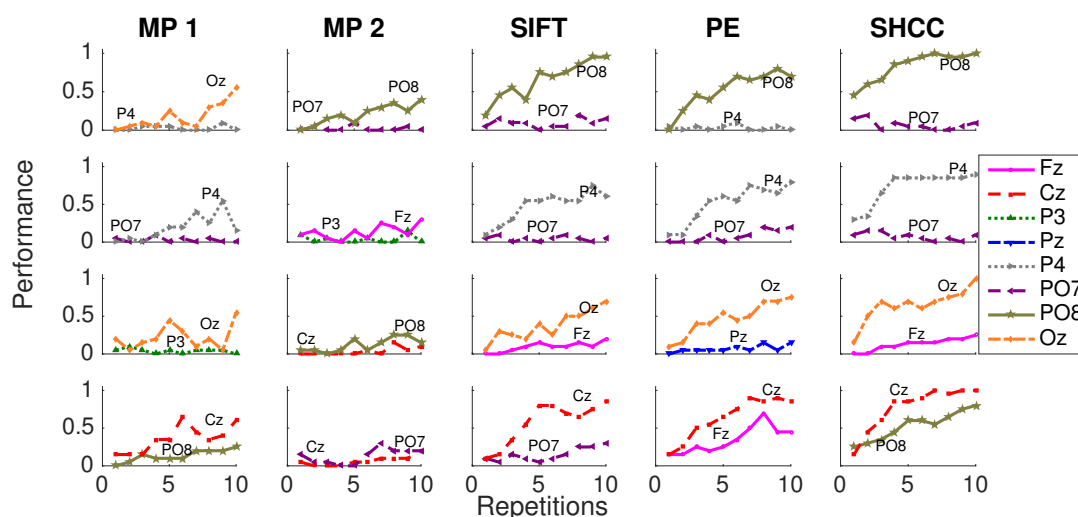 MP 1 MP 2 SIFT PE SHCC
1 0.5 0 P4 Oz PO7 PO8 PO8 PO7 P4 PO8 PO8 PO7
1 0.5 0 PO7 P4 P3 Fz P4 PO7 P4 PO7 P4 PO7
1 0.5 0 P3 Oz Cz PO8 Oz Fz Oz Pz Oz Fz
1 0.5 0 Cz PO8 Cz PO7 Cz PO7 Cz Fz Cz PO8
0 5 10 0 5 10 0 5 10 0 5 10 0 5 10
Performance
Repetitions
Fz
Cz
P3
Pz
P4
PO7
PO8
Oz